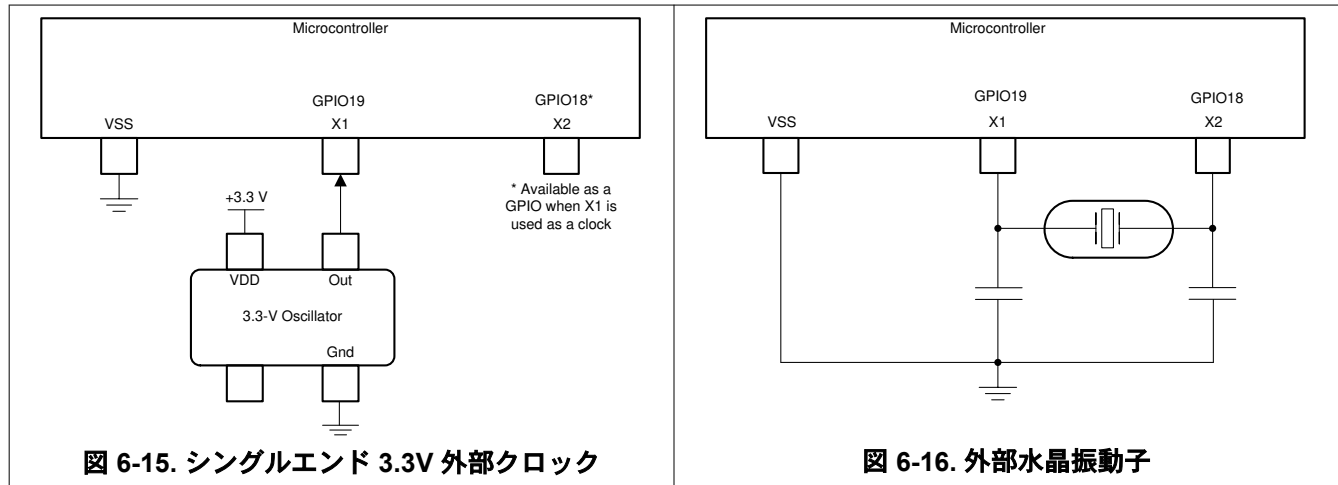 Microcontroller
GPIO19
GPIO18*
VSS
X1
X2
* Available as a
GPIO when X1 is
used as a clock
+3.3 V
VDD
Out
3.3-V Oscillator
Gnd
図 6-15. シングルエンド 3.3V 外部クロック
Microcontroller
GPIO19
GPIO18
VSS
X1
X2
図 6-16. 外部水晶振動子